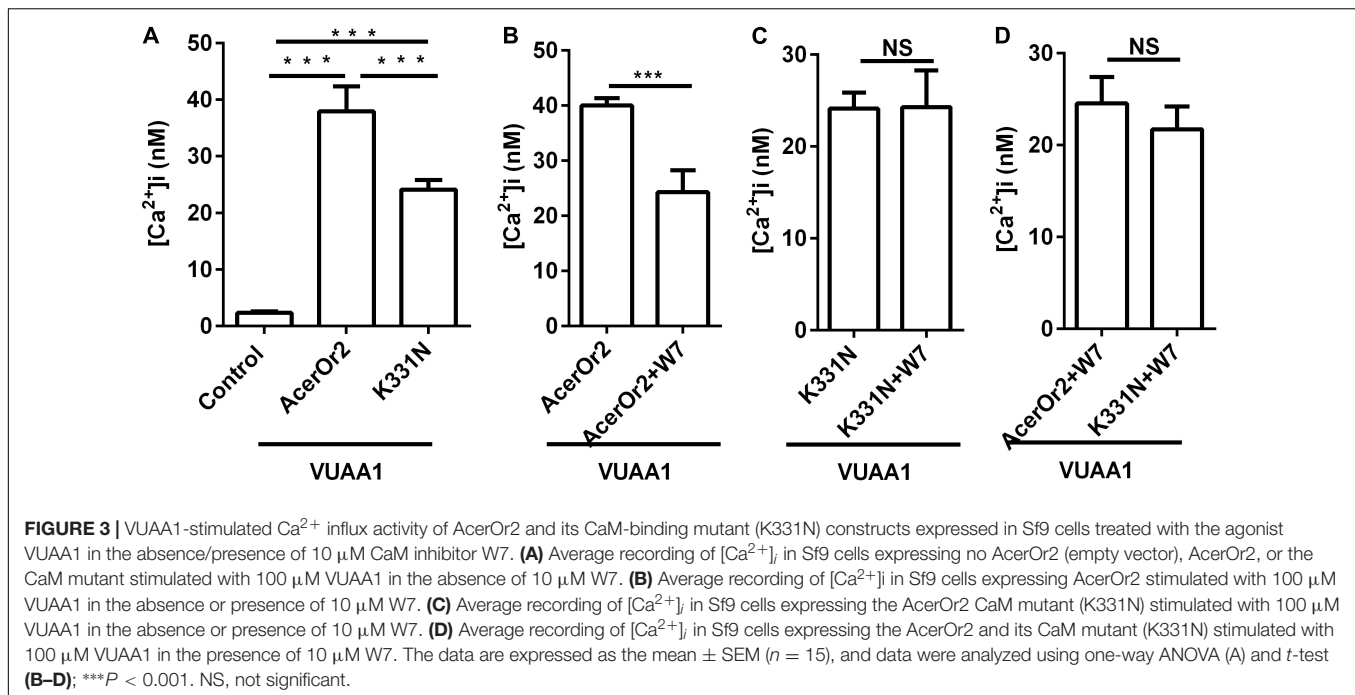 A
B
C
D
[Ca2+]i (nM)
50
40
30
20
10
0
* * *
* * *
* * *
Control
AcerOr2
K331N
VUAA1
[Ca2+]i (nM)
50
40
30
20
10
0
***
AcerOr2
AcerOr2+W7
VUAA1
[Ca2+]i (nM)
30
20
10
0
NS
K331N
K331N+W7
VUAA1
[Ca2+]i (nM)
30
20
10
0
NS
AcerOr2+W7
K331N+W7
VUAA1
FIGURE 3 | VUAA1-stimulated Ca2+ influx activity of AcerOr2 and its CaM-binding mutant (K331N) constructs expressed in Sf9 cells treated with the agonist
VUAA1 in the absence/presence of 10 μM CaM inhibitor W7. (A) Average recording of [Ca2+]i in Sf9 cells expressing no AcerOr2 (empty vector), AcerOr2, or the
CaM mutant stimulated with 100 μM VUAA1 in the absence of 10 μM W7. (B) Average recording of [Ca2+]i in Sf9 cells expressing AcerOr2 stimulated with 100 μM
VUAA1 in the absence or presence of 10 μM W7. (C) Average recording of [Ca2+]i in Sf9 cells expressing the AcerOr2 CaM mutant (K331N) stimulated with 100 μM
VUAA1 in the absence or presence of 10 μM W7. (D) Average recording of [Ca2+]i in Sf9 cells expressing the AcerOr2 and its CaM mutant (K331N) stimulated with
100 μM VUAA1 in the presence of 10 μM W7. The data are expressed as the mean ± SEM (n = 15), and data were analyzed using one-way ANOVA (A) and t-test
(B–D); ***P < 0.001. NS, not significant.